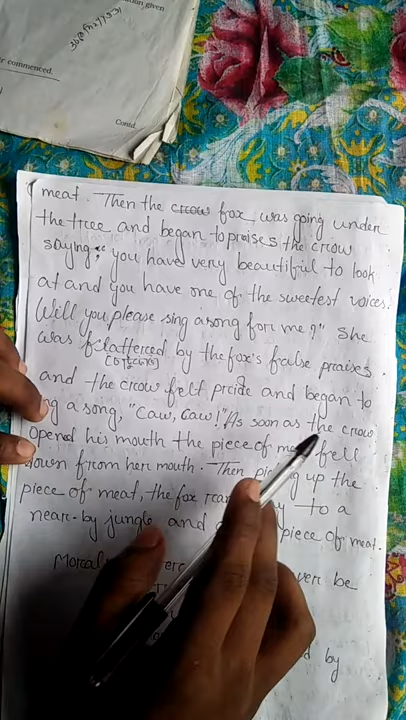 r commenced.
Contd.
meat. Then the crow fox was going under
the tree and began to praises the crow
saying, "you have very beautiful to look
at and you have one of the sweetest voices.
Will you please sing a song for me?" She
was flattered by the fox's false praises
and the crow felt pride and began to
g a song, "Caw, Caw!" As soon as the crow
opened his mouth the piece of fell
down from her mouth. Then up the
piece of meat, the fox to a
near-by jungle and piece of meat.
ver be
by